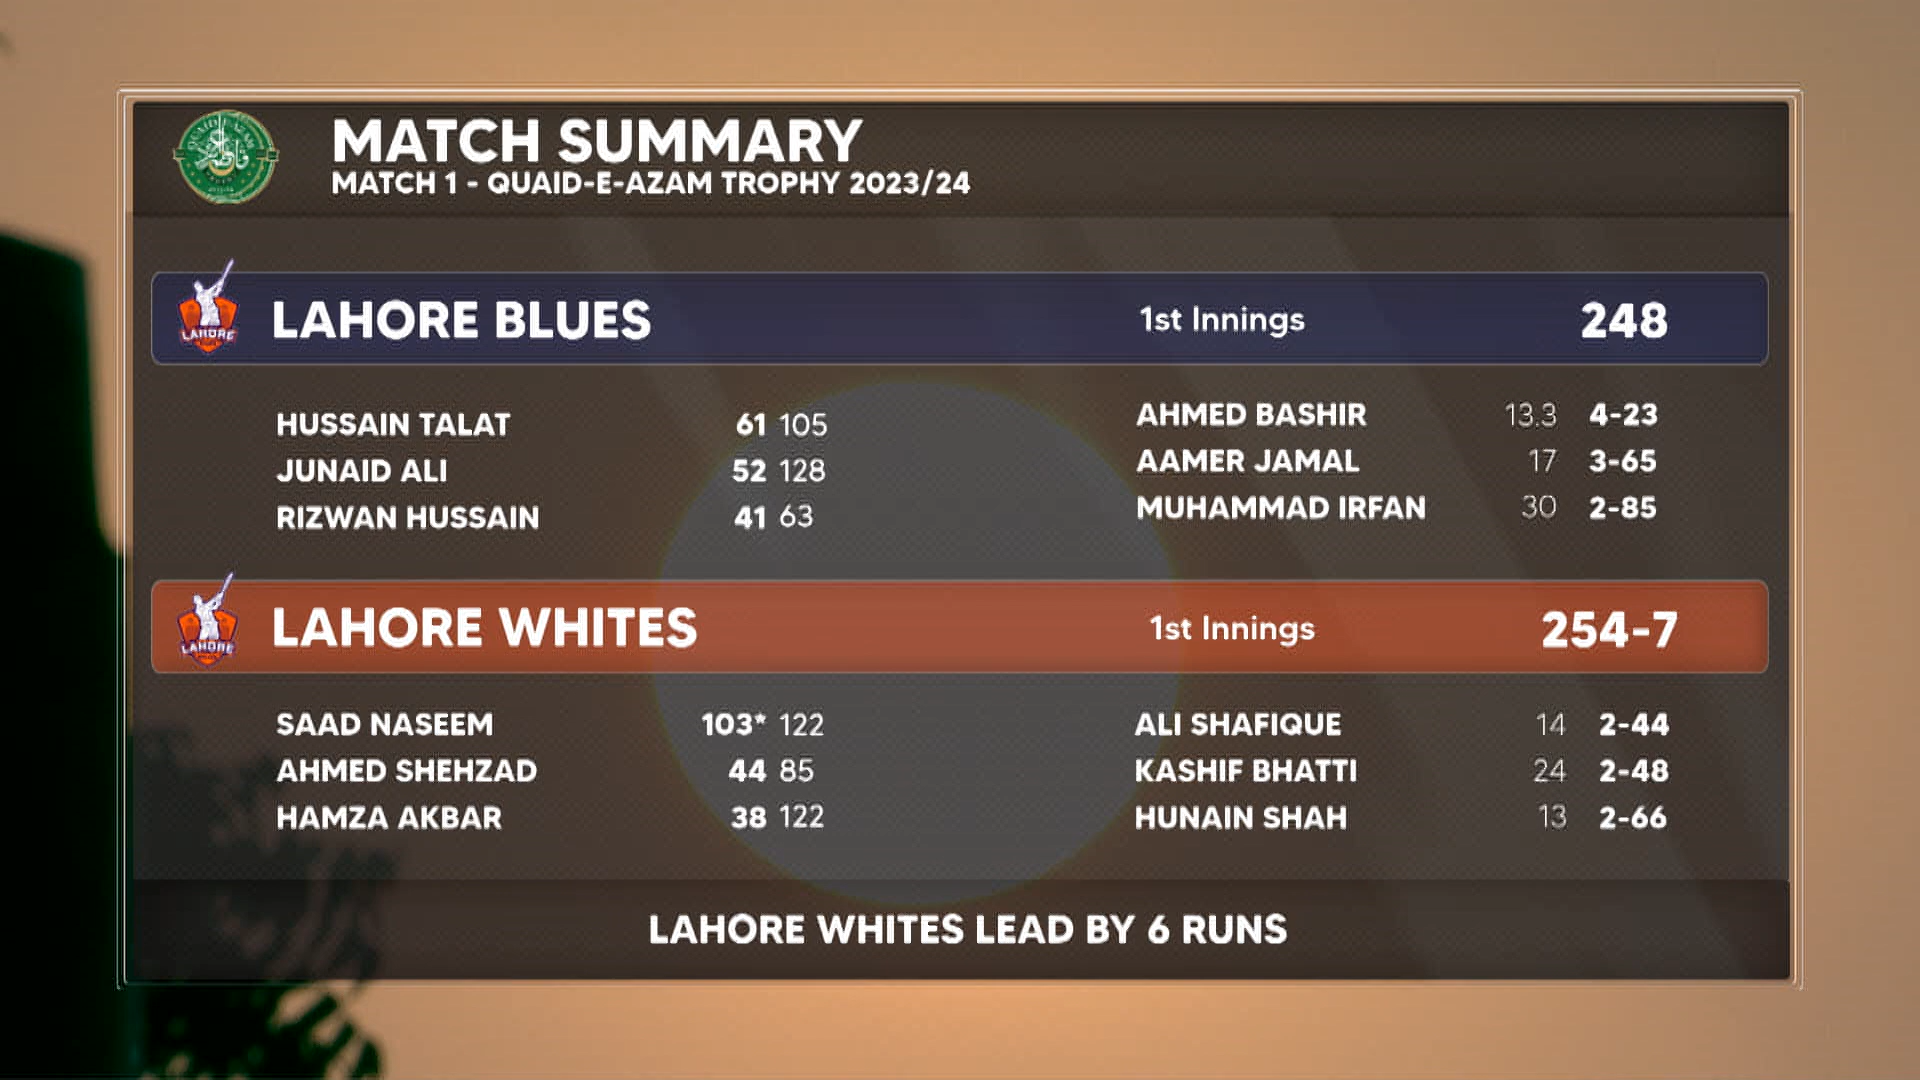 MATCH SUMMARY
MATCH 1 - QUAID-E-AZAM TROPHY 2023/24
LAHORE
LAHORE BLUES 1st Innings 248
HUSSAIN TALAT 61 105 AHMED BASHIR 13.3 4-23
JUNAID ALI 52 128 AAMER JAMAL 17 3-65
RIZWAN HUSSAIN 41 63 MUHAMMAD IRFAN 30 2-85
LAHORE
LAHORE WHITES 1st Innings 254-7
SAAD NASEEM 103* 122 ALI SHAFIQUE 14 2-44
AHMED SHEHZAD 44 85 KASHIF BHATTI 24 2-48
HAMZA AKBAR 38 122 HUNAIN SHAH 13 2-66
LAHORE WHITES LEAD BY 6 RUNS